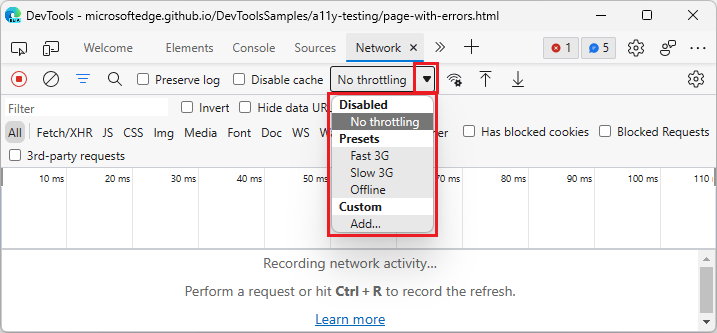 DevTools - microsoftedge.github.io/DevToolsSamples/a11y-testing/page-with-errors.html
Welcome Elements Console Sources Network 1 5
Preserve log Disable cache No throttling
Filter Invert Hide data UR
Disabled
No throttling
All Fetch/XHR JS CSS Img Media Font Doc WS Has blocked cookies Blocked Requests
Presets
3rd-party requests
Fast 3G
Slow 3G
10 ms 20 ms 30 ms 40 ms 70 ms 80 ms 90 ms 100 ms 110
Offline
Custom
Add...
Recording network activity...
Perform a request or hit Ctrl + R to record the refresh.
Learn more